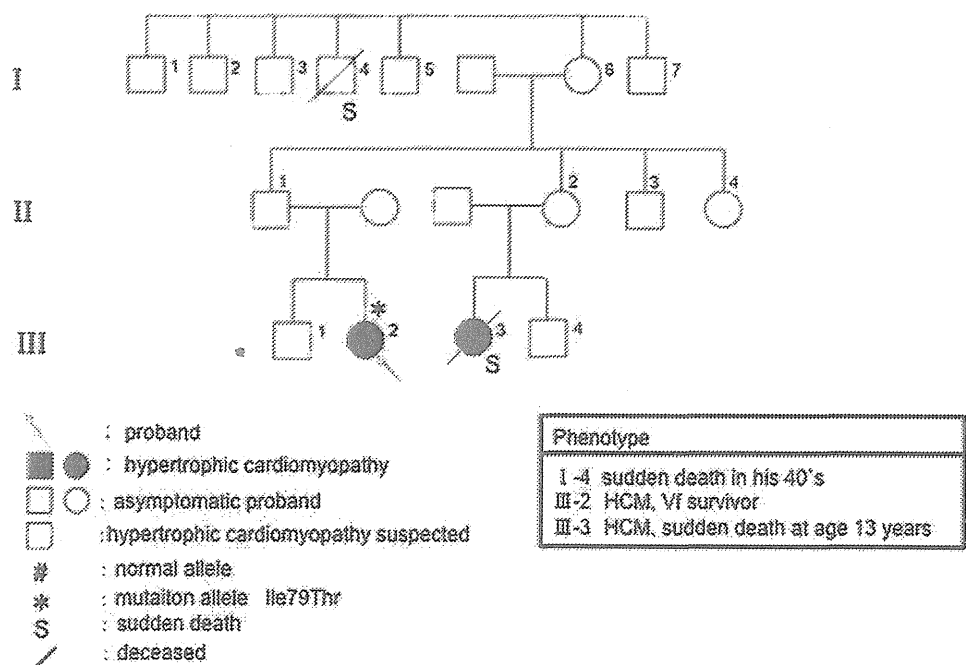 I 1 2 3 4 5 6 7
S
II 1 2 3 4
III 1 * 2 3 4
S
: proband
: hypertrophic cardiomyopathy
: asymptomatic proband
: hypertrophic cardiomyopathy suspected
# : normal allele
* : mutaiton allele Ile79Thr
S : sudden death
/ : deceased
Phenotype
I -4 sudden death in his 40's
III-2 HCM, Vf survivor
III-3 HCM, sudden death at age 13 years